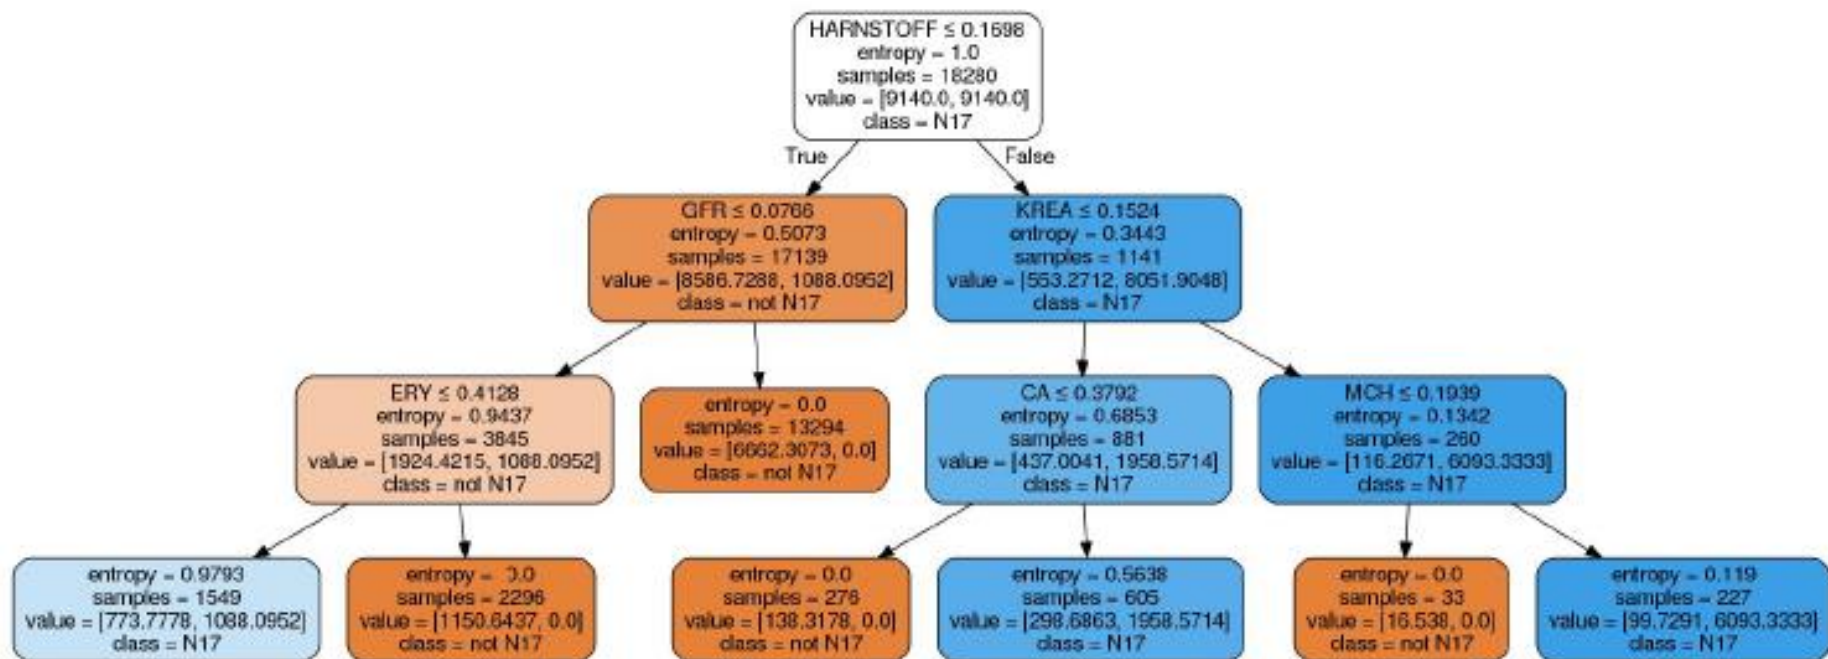 HARNSTOFF ≤ 0.1698
entropy = 1.0
samples = 18280
value = [9140.0, 9140.0]
class = N17
True
False
GFR ≤ 0.0766
entropy = 0.5073
samples = 17139
value = [8586.7288, 1088.0952]
class = not N17
KREA ≤ 0.1524
entropy = 0.3443
samples = 1141
value = [553.2712, 8051.9048]
class = N17
ERY ≤ 0.4128
entropy = 0.9437
samples = 3845
value = [1924.4215, 1088.0952]
class = not N17
entropy = 0.0
samples = 13294
value = [6662.3073, 0.0]
class = not N17
CA ≤ 0.3792
entropy = 0.6853
samples = 881
value = [437.0041, 1958.5714]
class = N17
MCH ≤ 0.1939
entropy = 0.1342
samples = 260
value = [116.2671, 6093.3333]
class = N17
entropy = 0.9793
samples = 1549
value = [773.7778, 1088.0952]
class = N17
entropy = 0.0
samples = 2296
value = [1150.6437, 0.0]
class = not N17
entropy = 0.0
samples = 276
value = [138.3178, 0.0]
class = not N17
entropy = 0.5638
samples = 605
value = [298.6863, 1958.5714]
class = N17
entropy = 0.0
samples = 33
value = [16.538, 0.0]
class = not N17
entropy = 0.119
samples = 227
value = [99.7291, 6093.3333]
class = N17